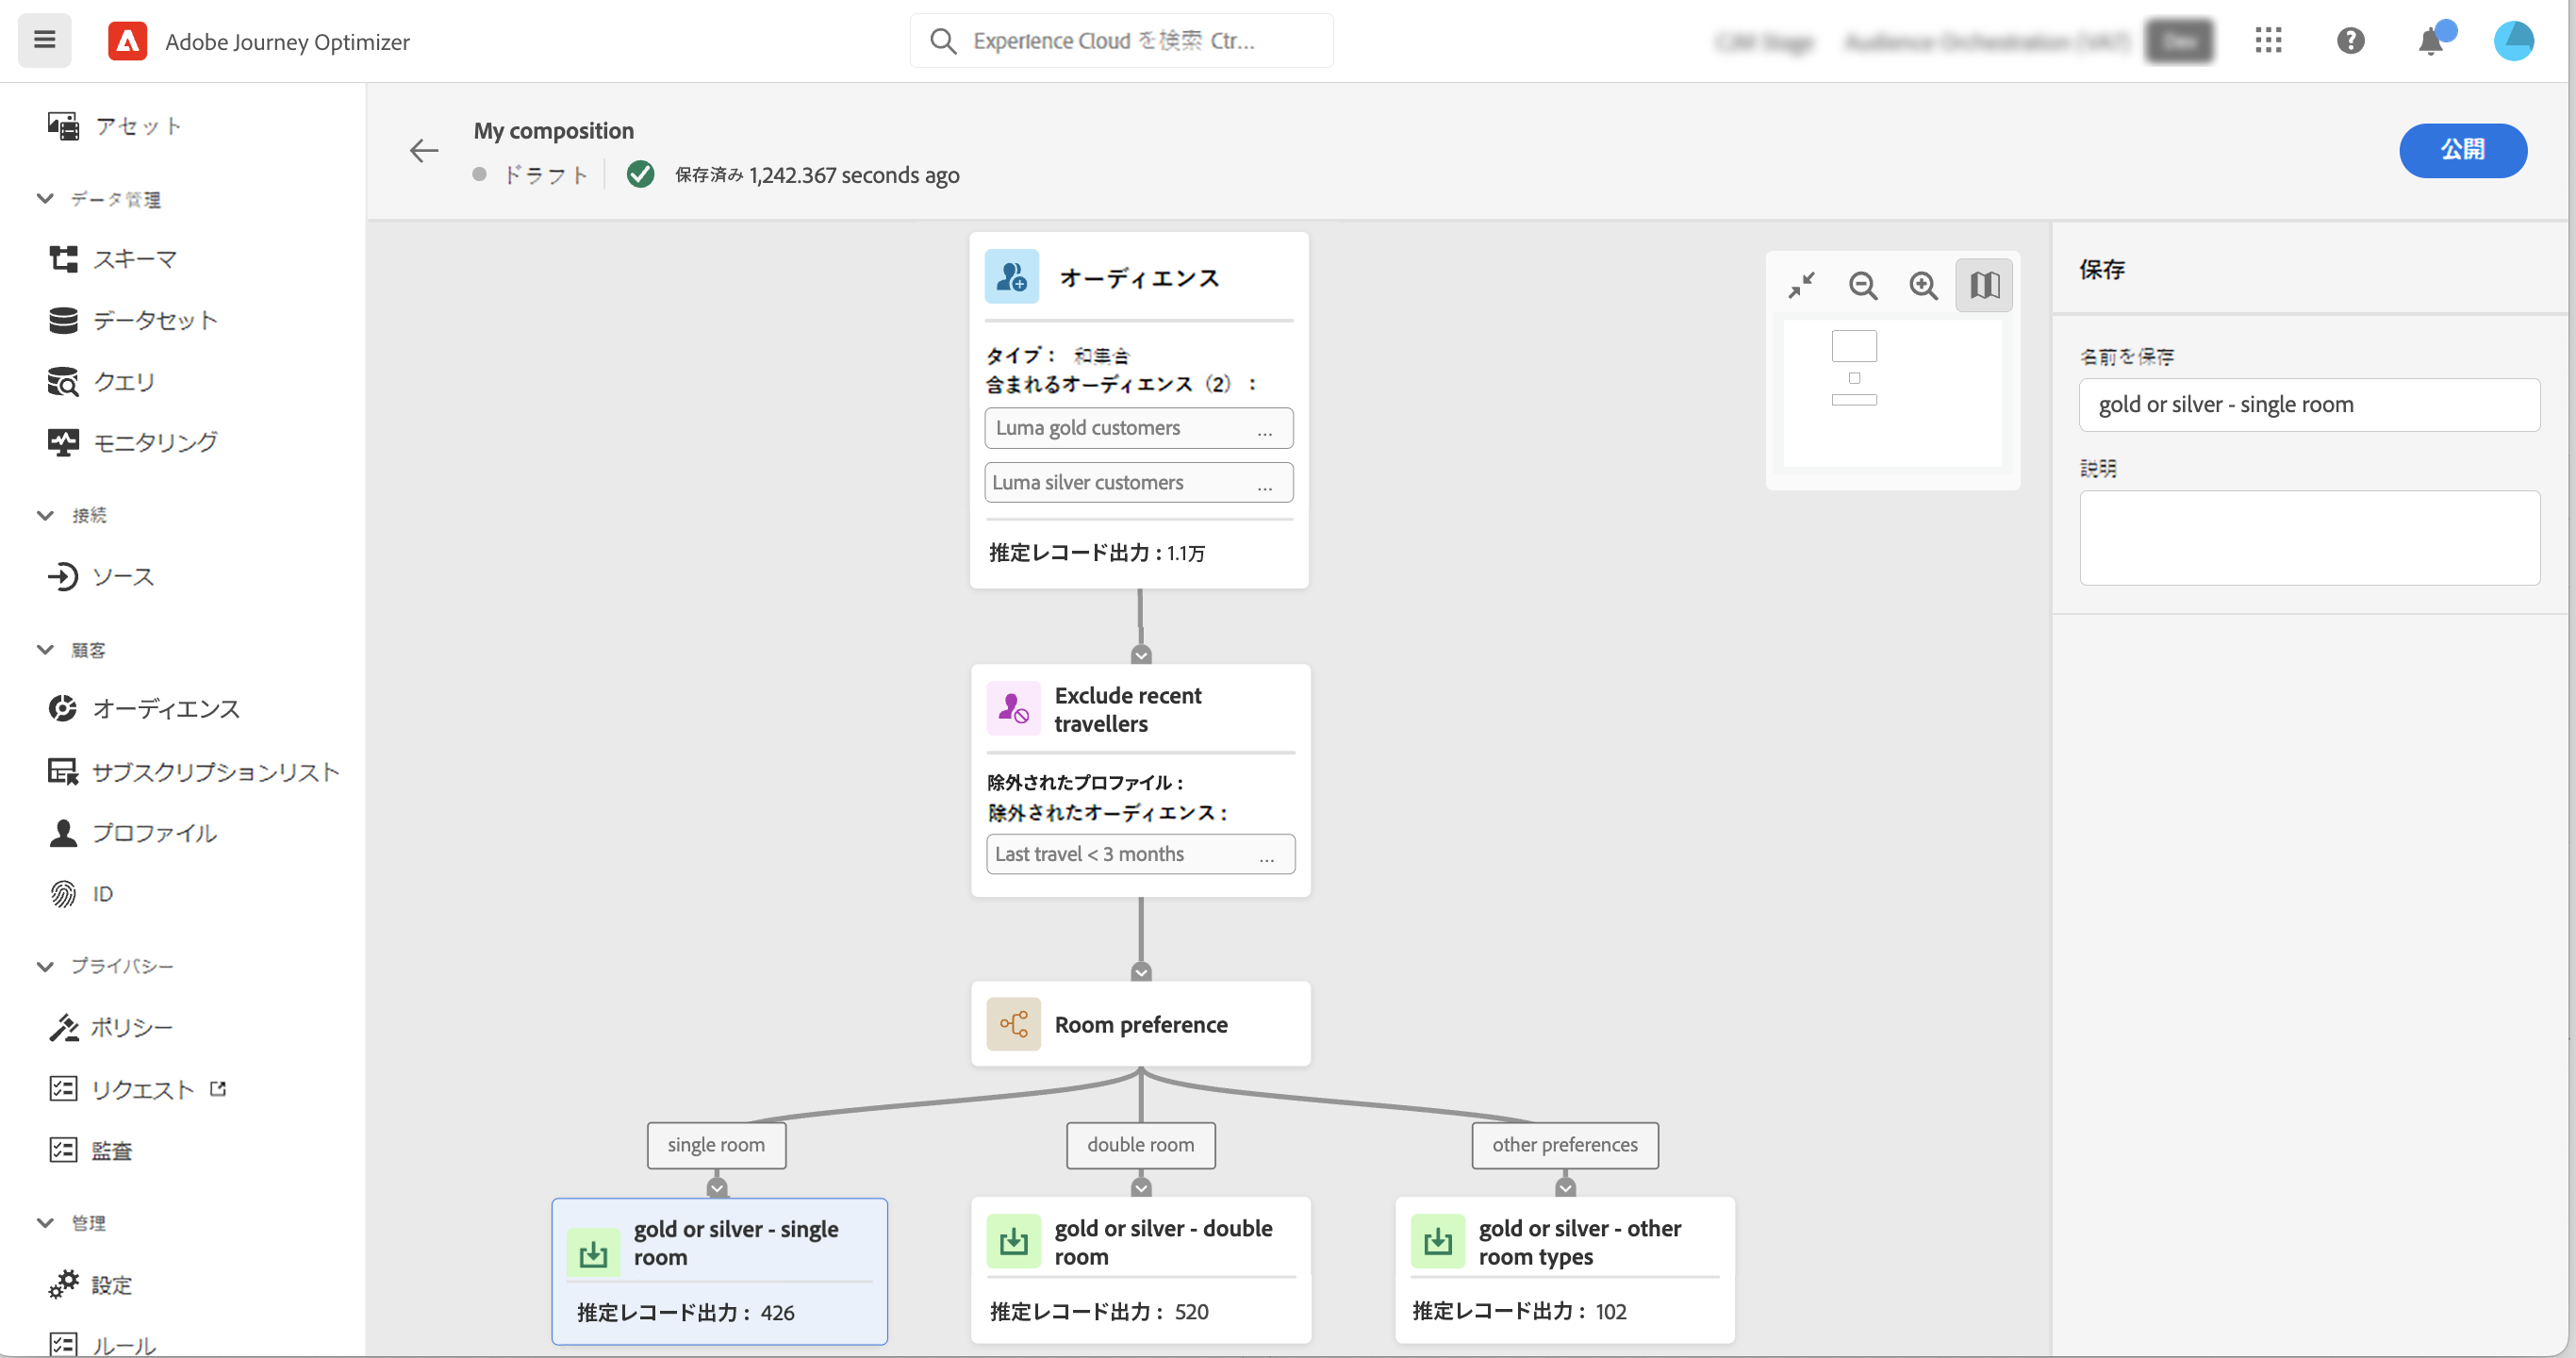 Adobe Journey Optimizer
Experience Cloud を検索 Ctr...
アセット
データ管理
スキーマ
データセット
クエリ
モニタリング
接続
ソース
顧客
オーディエンス
サブスクリプションリスト
プロファイル
ID
プライバシー
ポリシー
リクエスト
監査
管理
設定
ルール
My composition
ドラフト
保存済み 1,242.367 seconds ago
公開
オーディエンス
タイプ： 和集合
含まれるオーディエンス（2）：
Luma gold customers ...
Luma silver customers ...
推定レコード出力：1.1万
Exclude recent
travellers
除外されたプロファイル：
除外されたオーディエンス：
Last travel < 3 months ...
Room preference
single room
double room
other preferences
gold or silver - single
room
推定レコード出力： 426
gold or silver - double
room
推定レコード出力： 520
gold or silver - other
room types
推定レコード出力： 102
保存
名前を保存
gold or silver - single room
説明